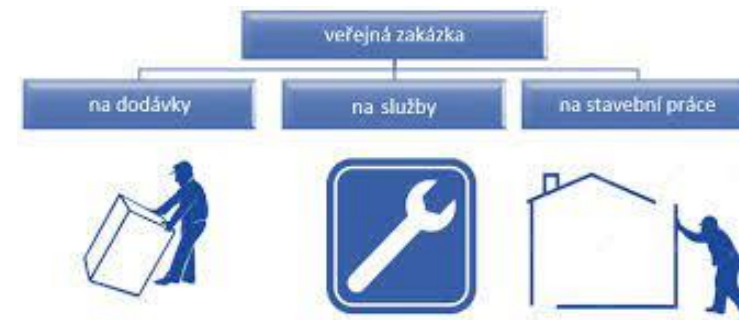 veřejná zakázka
na dodávky
na služby
na stavební práce